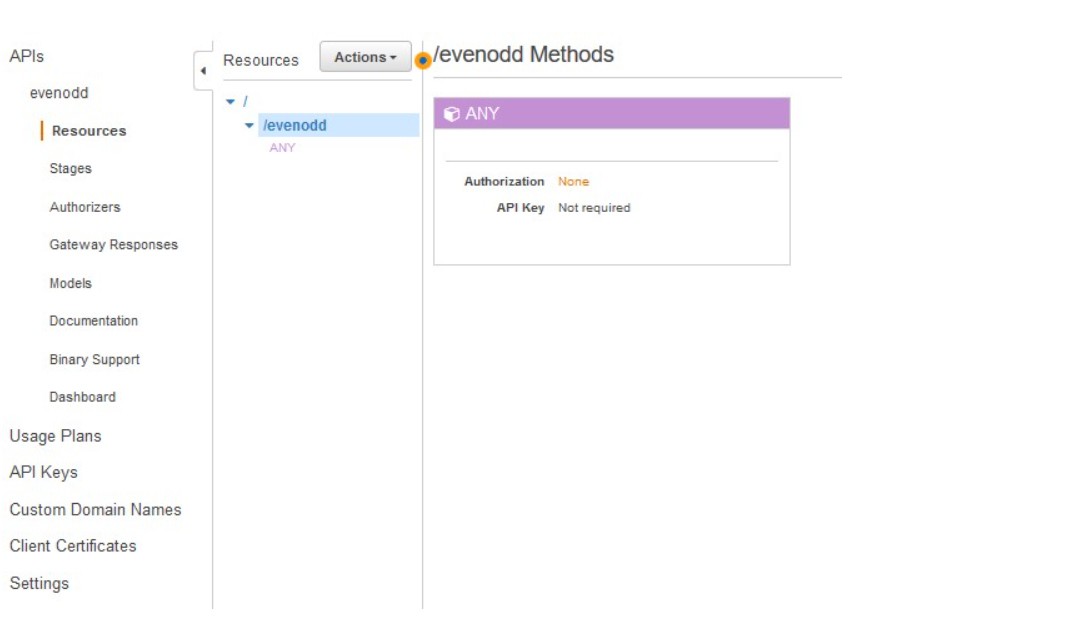 APIs
evenodd
Resources
Stages
Authorizers
Gateway Responses
Models
Documentation
Binary Support
Dashboard
Usage Plans
API Keys
Custom Domain Names
Client Certificates
Settings
Resources
Actions
/
/evenodd
ANY
/evenodd Methods
ANY
Authorization None
API Key Not required